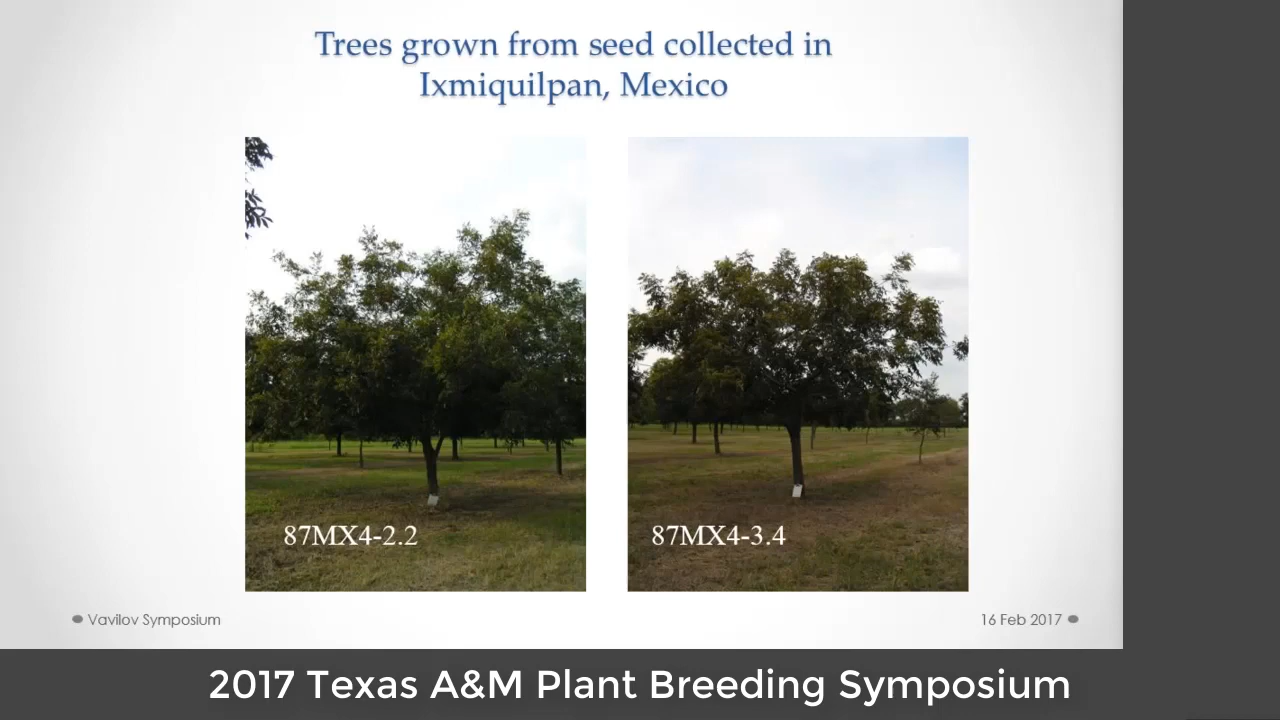 Trees grown from seed collected in
Ixmiquilpan, Mexico
87MX4-2.2
87MX4-3.4
Vavilov Symposium
16 Feb 2017
2017 Texas A&M Plant Breeding Symposium